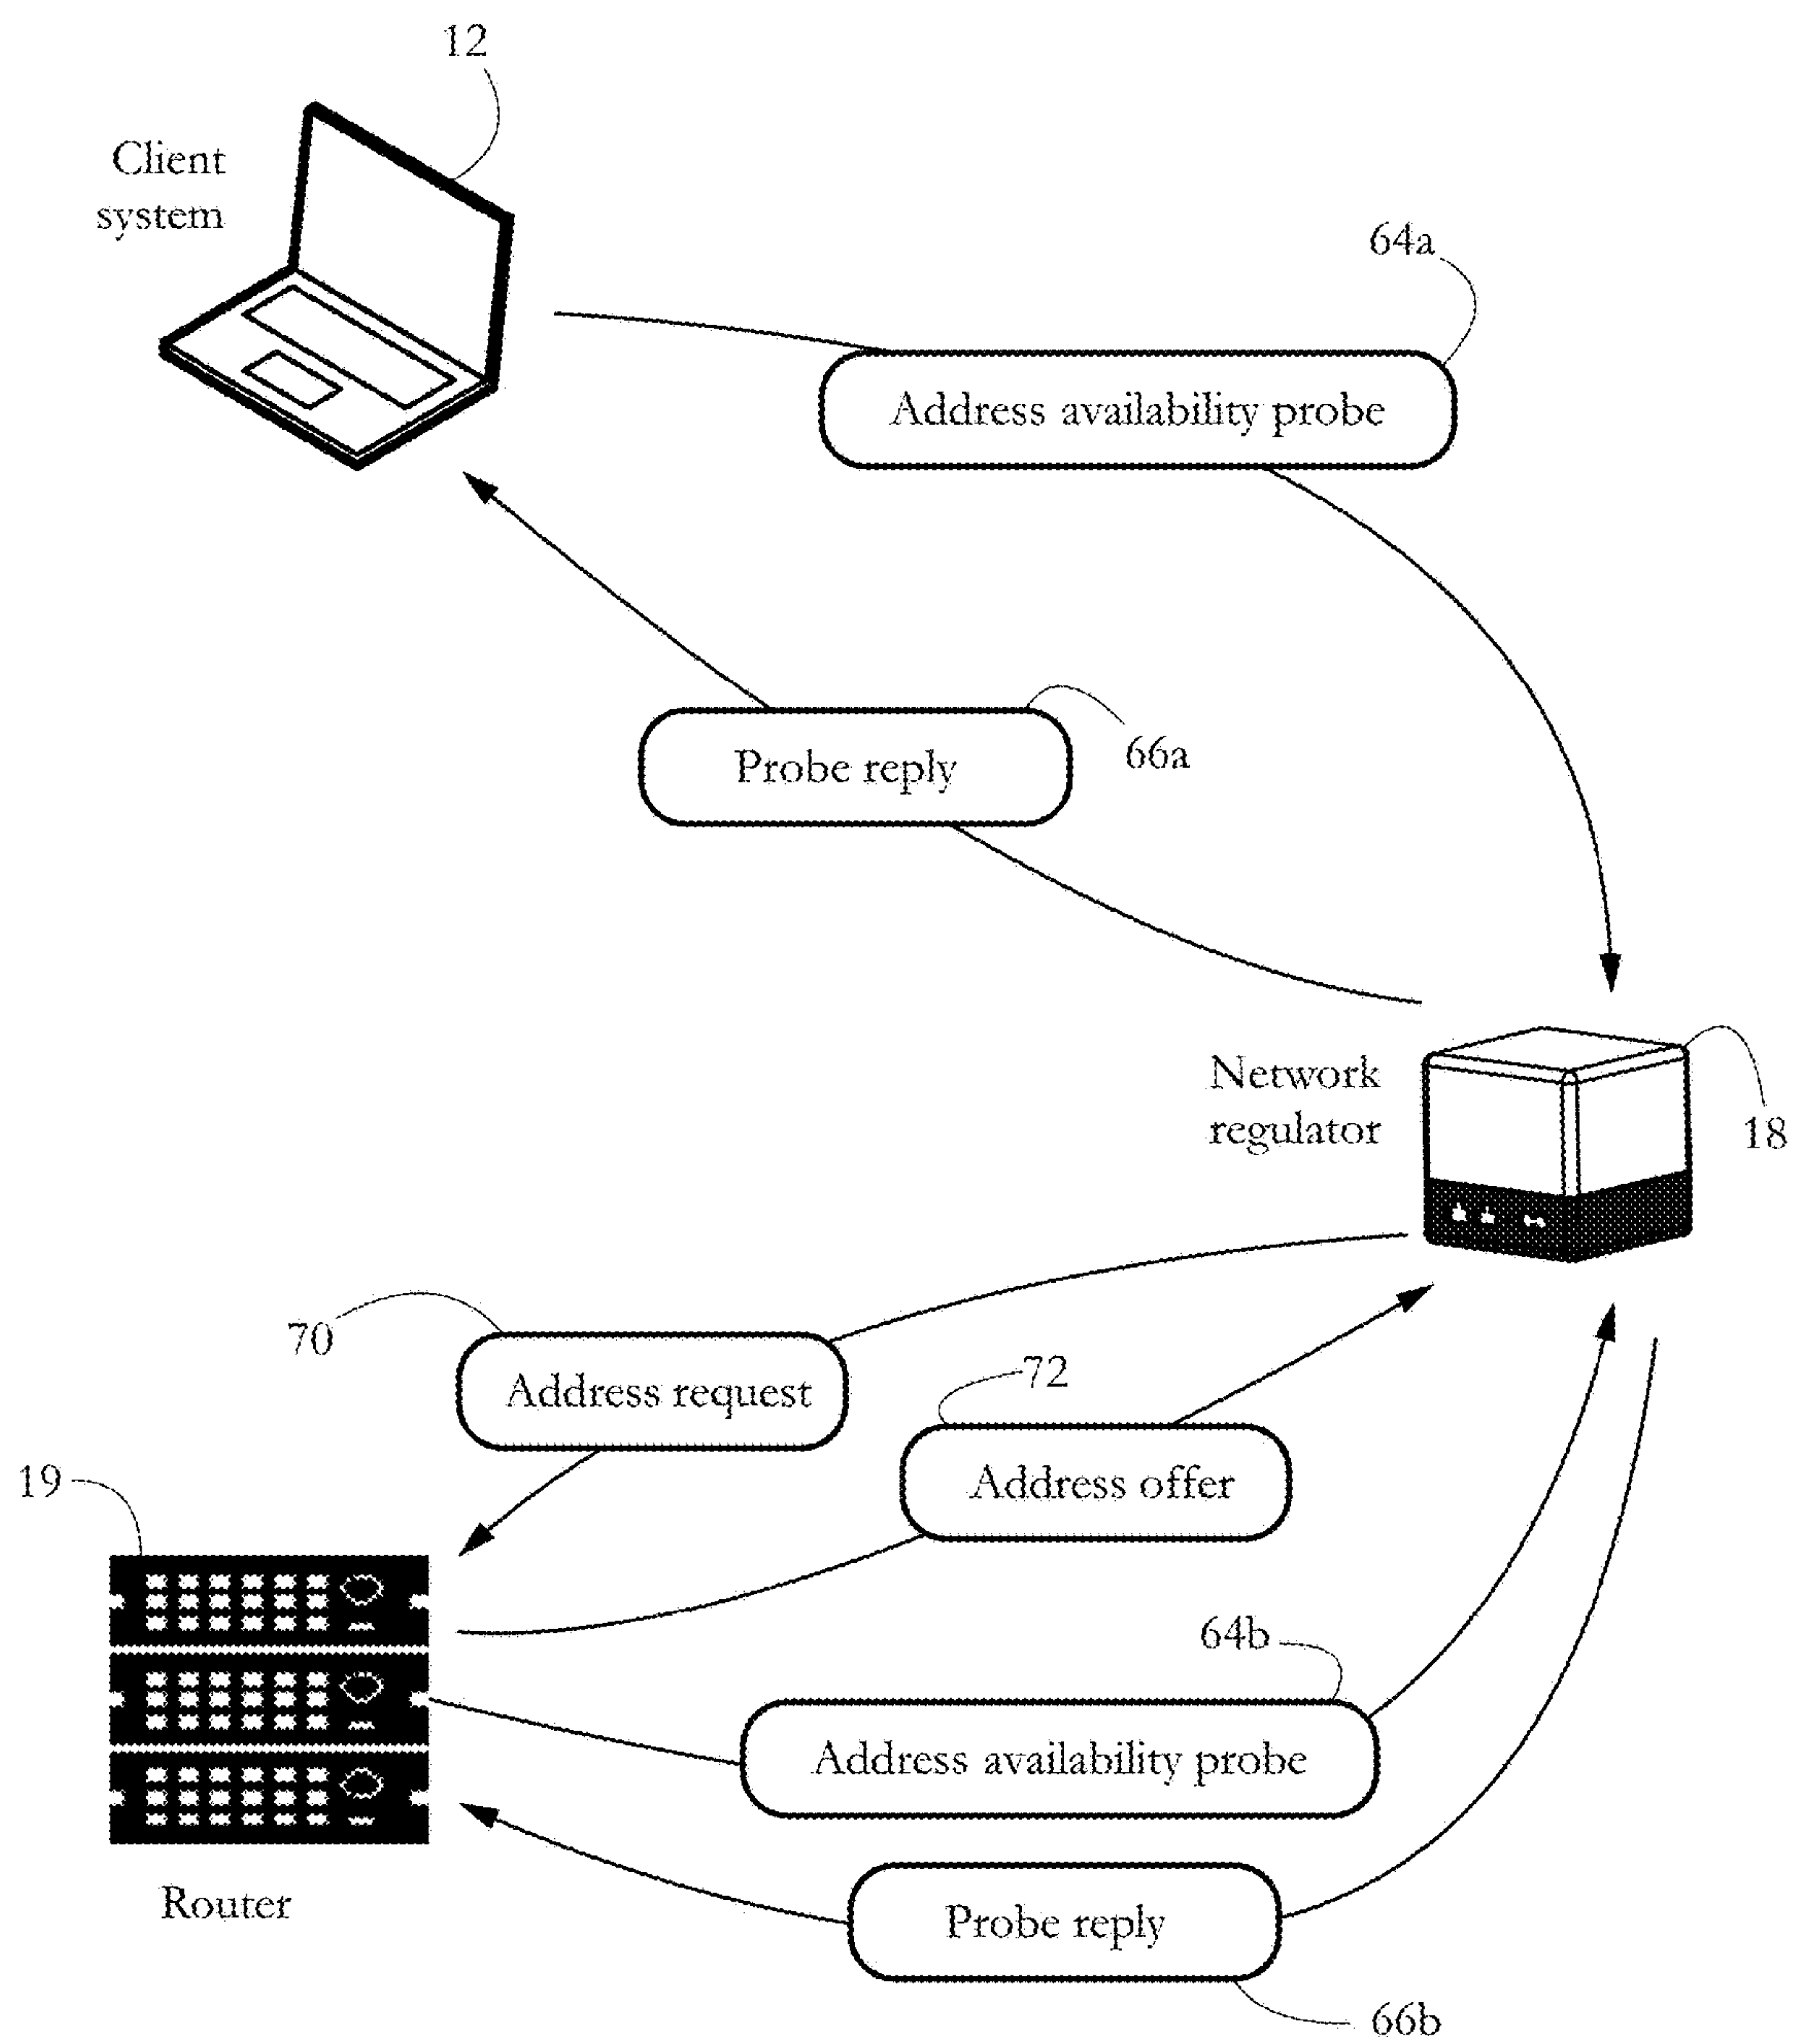 12
Client
system
64a
Address availability probe
Probe reply
66a
Network
regulator
18
70
Address request
72
Address offer
19
64b
Address availability probe
Router
Probe reply
66b